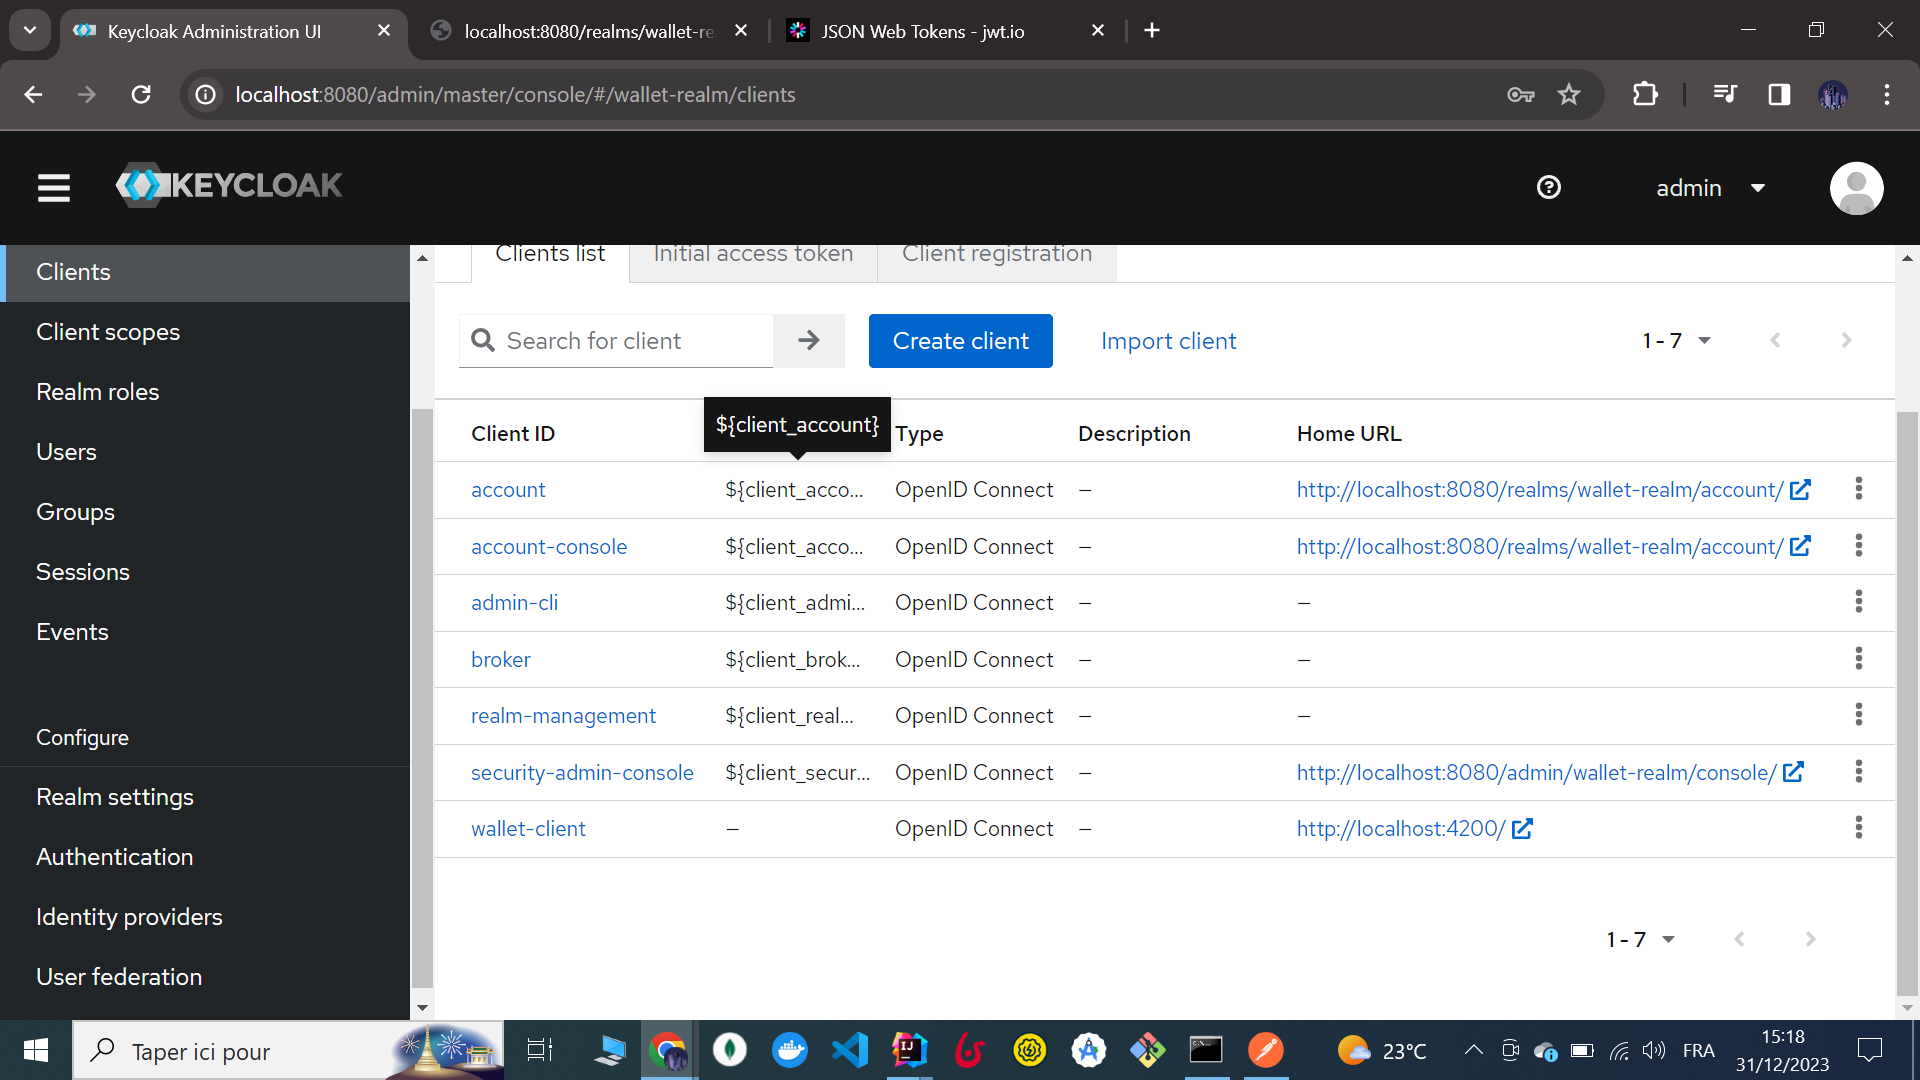 Keycloak Administration UI
localhost:8080/realms/wallet-re
JSON Web Tokens - jwt.io
localhost:8080/admin/master/console/#/wallet-realm/clients
KEYCLOAK
admin
Clients
Client scopes
Realm roles
Users
Groups
Sessions
Events
Configure
Realm settings
Authentication
Identity providers
User federation
Clients list
Initial access token
Client registration
Search for client
Create client
Import client
1 - 7
${client_account}
Client ID Type Description Home URL
account ${client_acco... OpenID Connect – http://localhost:8080/realms/wallet-realm/account/
account-console ${client_acco... OpenID Connect – http://localhost:8080/realms/wallet-realm/account/
admin-cli ${client_admi... OpenID Connect – –
broker ${client_brok... OpenID Connect – –
realm-management ${client_real... OpenID Connect – –
security-admin-console ${client_secur... OpenID Connect – http://localhost:8080/admin/wallet-realm/console/
wallet-client – OpenID Connect – http://localhost:4200/
1 - 7
Taper ici pour
23°C
FRA
15:18
31/12/2023